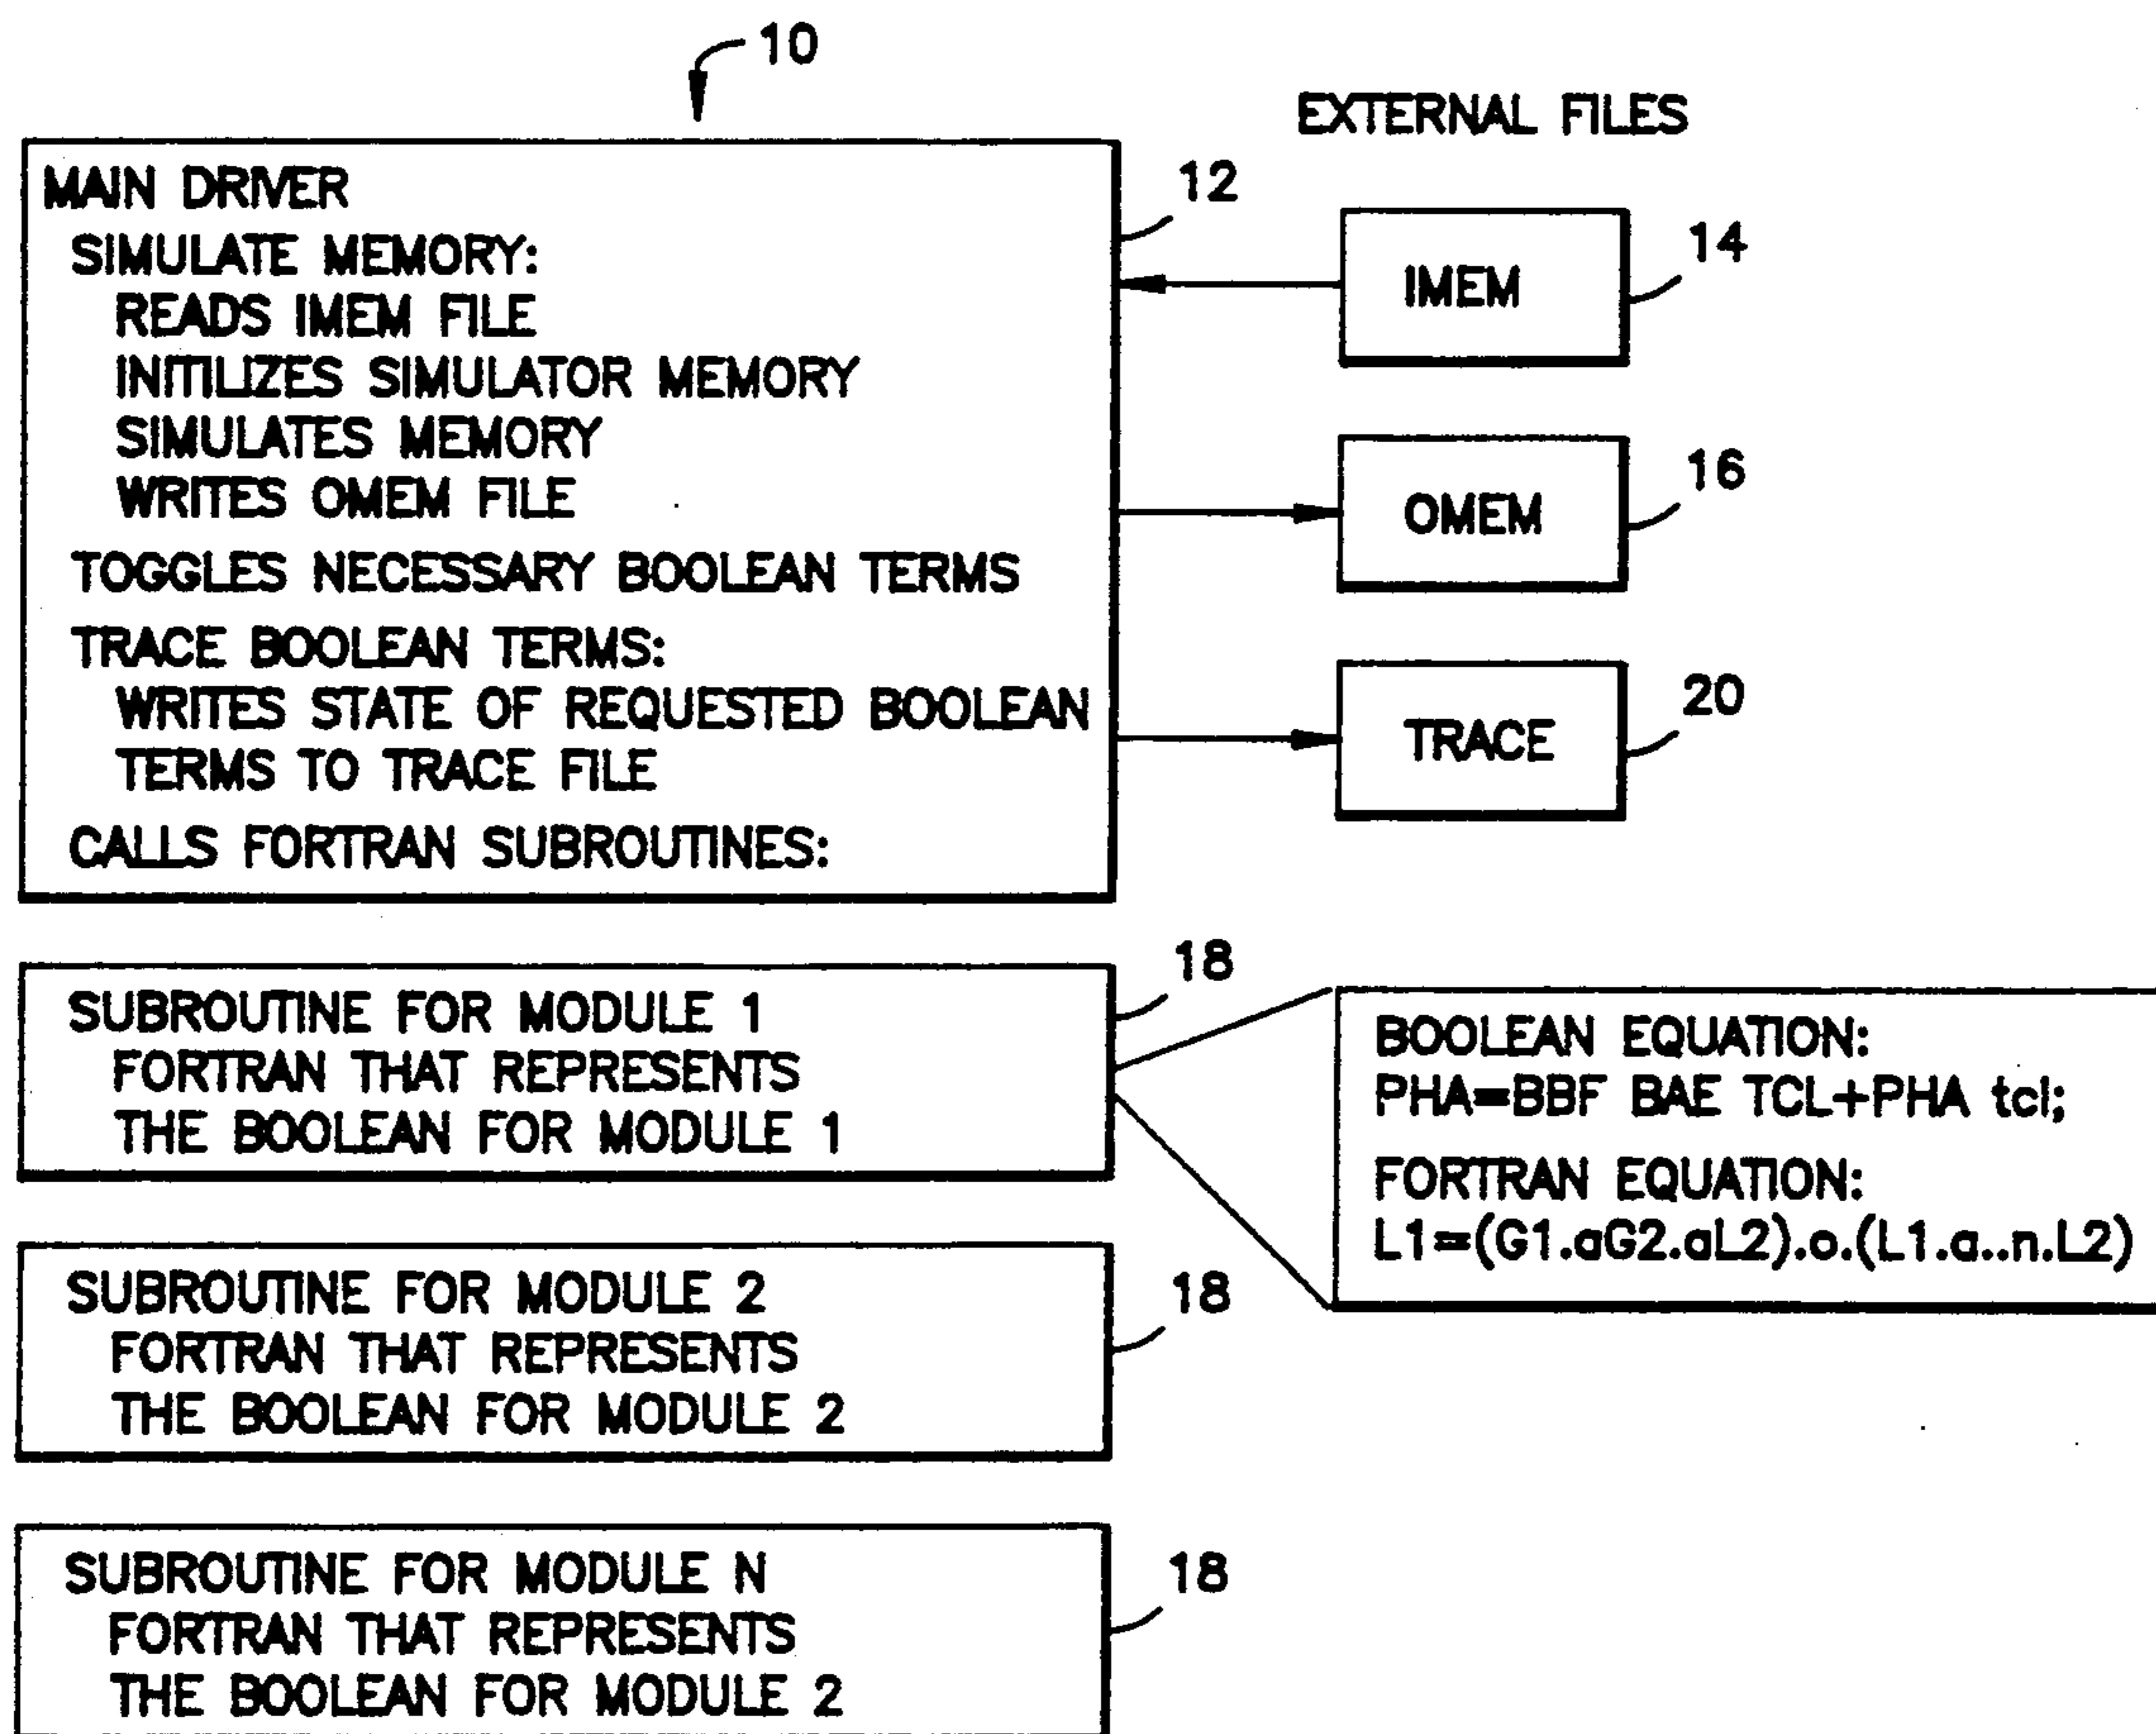 10
EXTERNAL FILES
MAIN DRIVER
SIMULATE MEMORY:
READS IMEM FILE
INITILIZES SIMULATOR MEMORY
SIMULATES MEMORY
WRITES OMEM FILE
TOGGLES NECESSARY BOOLEAN TERMS
TRACE BOOLEAN TERMS:
WRITES STATE OF REQUESTED BOOLEAN
TERMS TO TRACE FILE
CALLS FORTRAN SUBROUTINES:
12
IMEM
14
OMEM
16
TRACE
20
SUBROUTINE FOR MODULE 1
FORTRAN THAT REPRESENTS
THE BOOLEAN FOR MODULE 1
18
BOOLEAN EQUATION:
PHA=BBF BAE TCL+PHA tcl;
FORTRAN EQUATION:
L1=(G1.aG2.aL2).o.(L1.a..n.L2)
SUBROUTINE FOR MODULE 2
FORTRAN THAT REPRESENTS
THE BOOLEAN FOR MODULE 2
18
SUBROUTINE FOR MODULE N
FORTRAN THAT REPRESENTS
THE BOOLEAN FOR MODULE 2
18